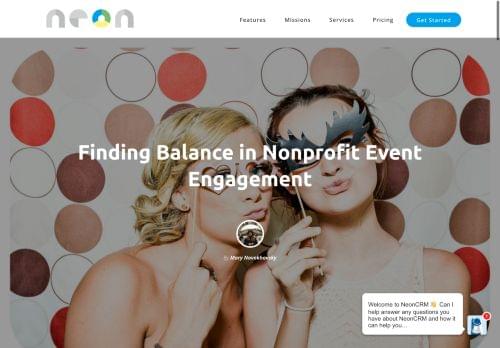 neon
Features Missions Services Pricing Get Started
Finding Balance in Nonprofit Event
Engagement
By Mary Novokhovsky
Welcome to NeonCRM 👋 Can I
help answer any questions you
have about NeonCRM and how it
can help you...
1